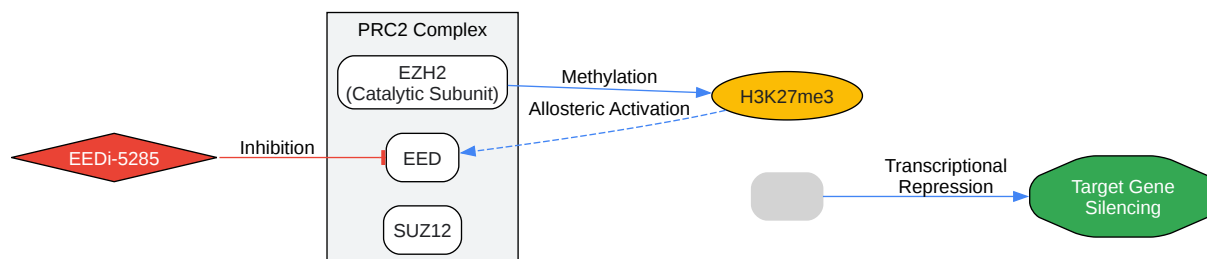 PRC2 Complex
EZH2
(Catalytic Subunit)
Methylation
H3K27me3
Allosteric Activation
EEDi-5285
Inhibition
EED
Transcriptional
Repression
Target Gene
Silencing
SUZ12